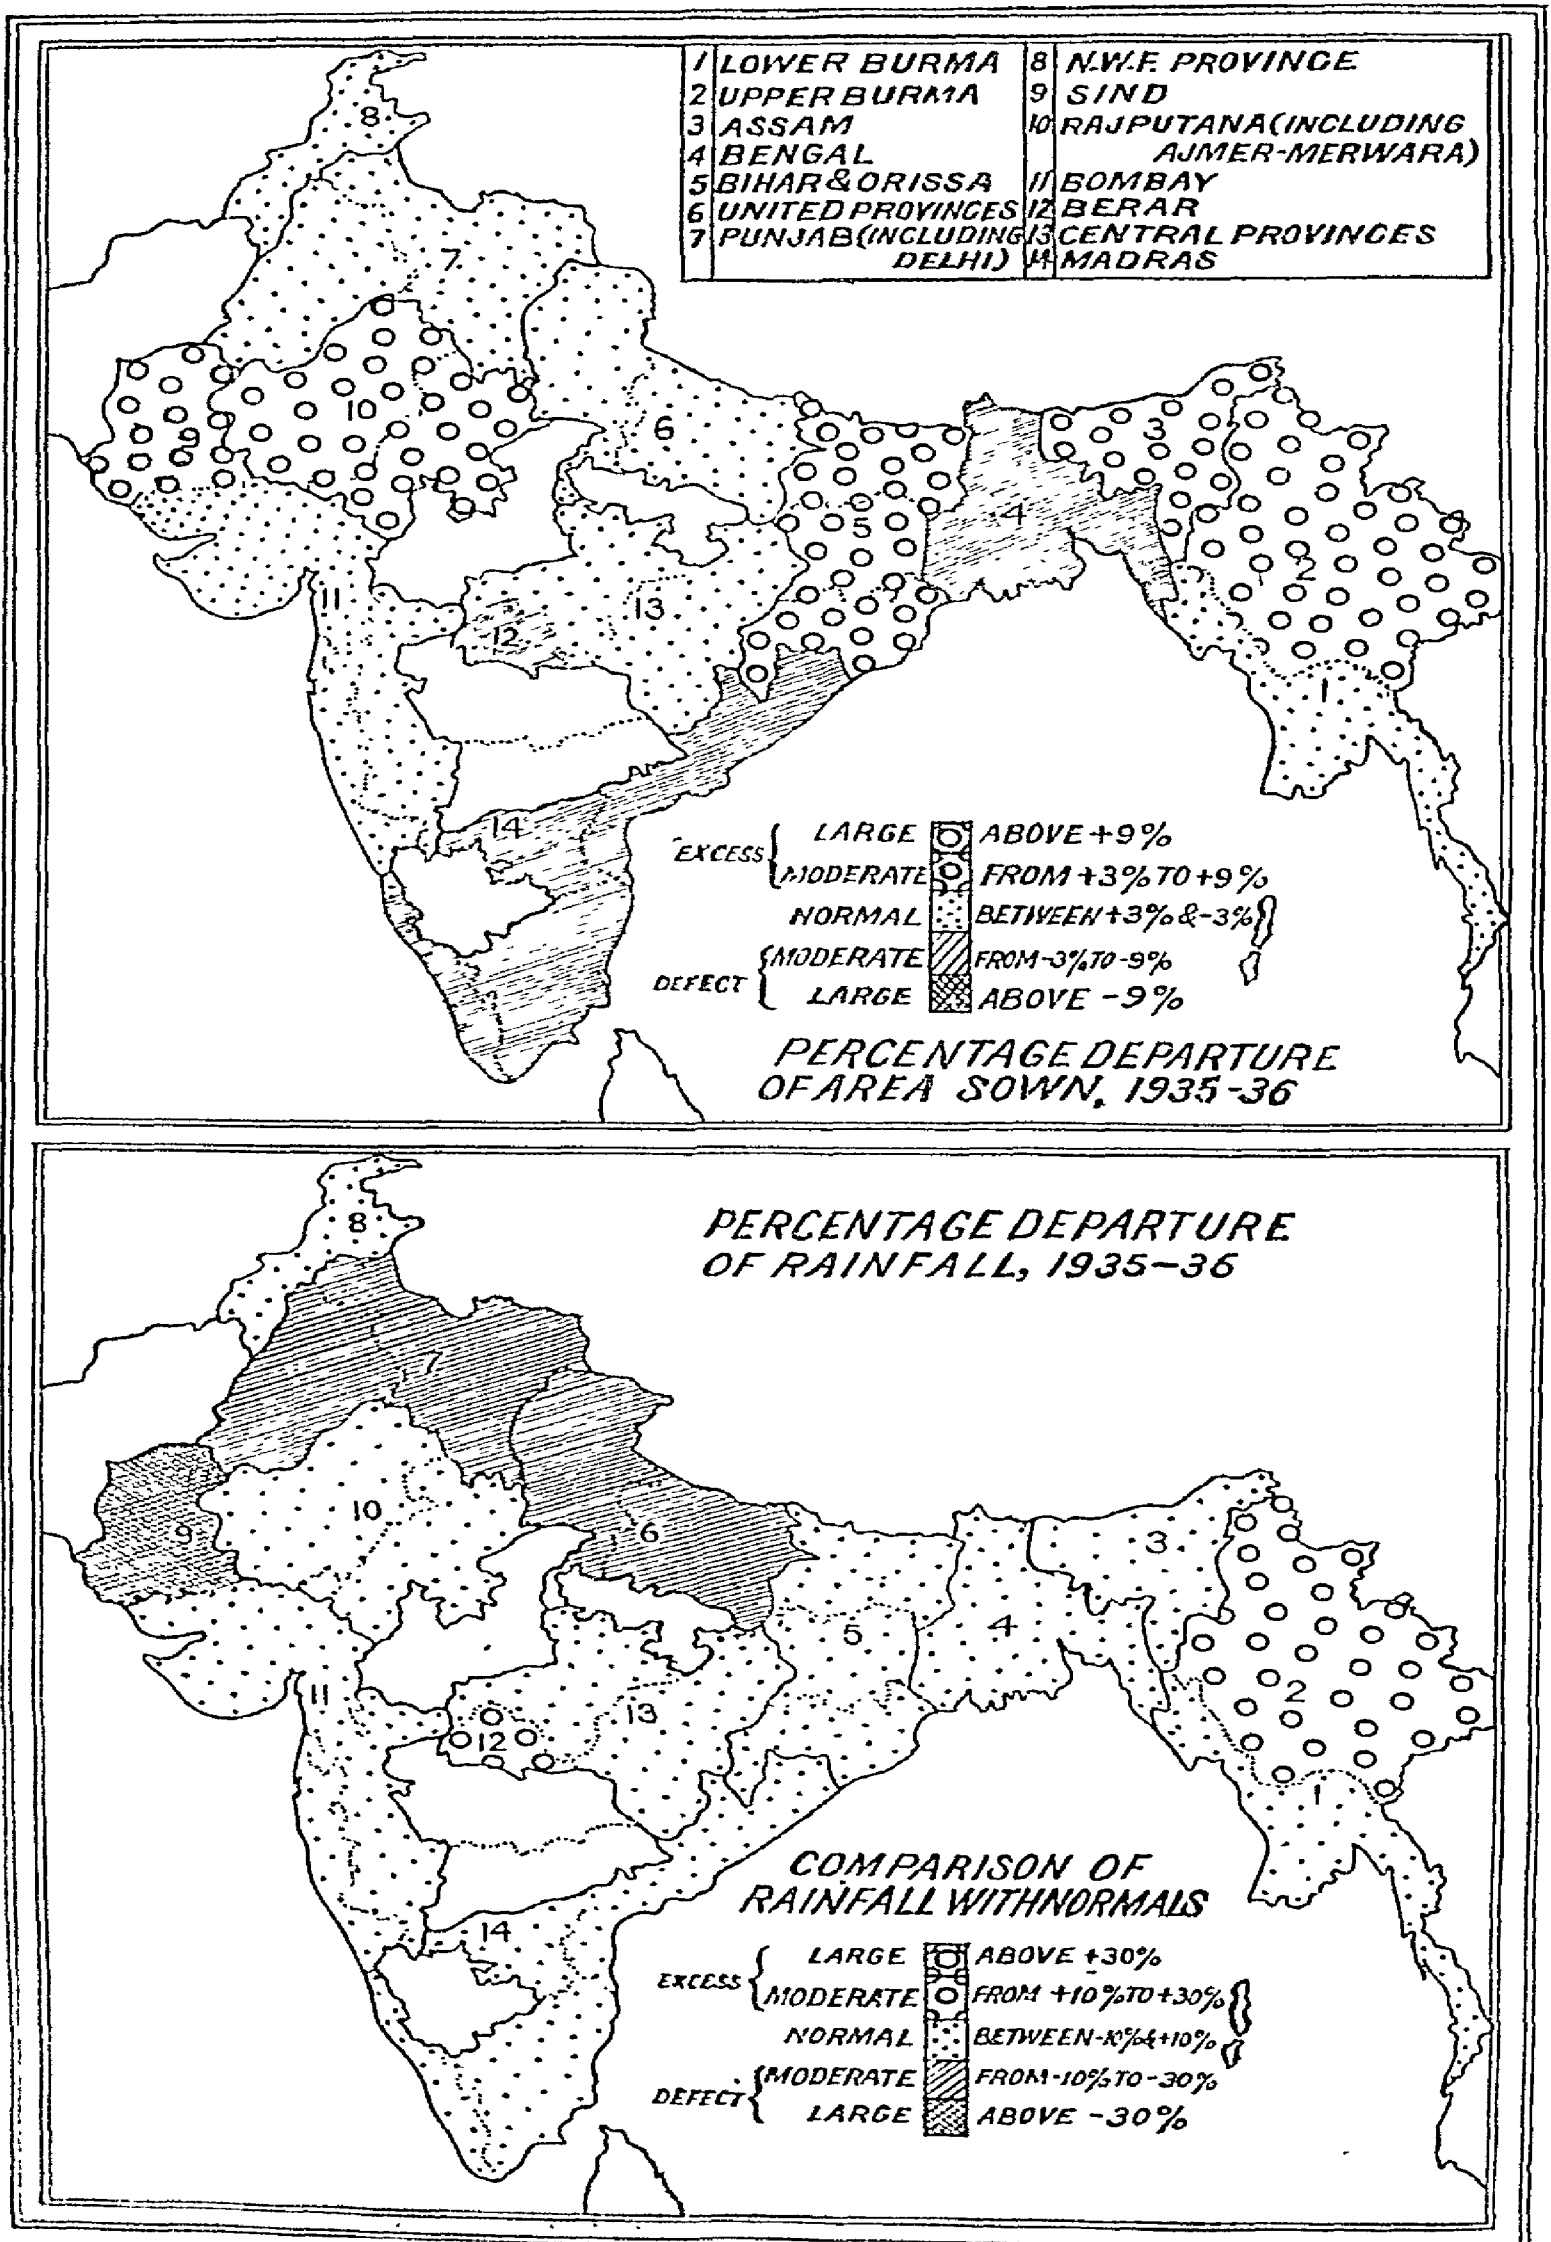 1 LOWER BURMA 8 N.W.F. PROVINCE
2 UPPER BURMA 9 SIND
3 ASSAM 10 RAJPUTANA (INCLUDING
4 BENGAL AJMER-MERWARA)
5 BIHAR & ORISSA 11 BOMBAY
6 UNITED PROVINCES 12 BERAR
7 PUNJAB (INCLUDING 13 CENTRAL PROVINCES
DELHI) 14 MADRAS
8
7
10
9
6
3
4
5
2
11
13
12
1
14
EXCESS { LARGE ABOVE +9%
MODERATE FROM +3% TO +9%
NORMAL BETWEEN +3% & -3%
DEFECT { MODERATE FROM -3% TO -9%
LARGE ABOVE -9%
PERCENTAGE DEPARTURE
OF AREA SOWN, 1935-36
PERCENTAGE DEPARTURE
OF RAINFALL, 1935-36
8
7
10
9
6
3
4
5
2
11
13
12
1
14
COMPARISON OF
RAINFALL WITH NORMALS
EXCESS { LARGE ABOVE +30%
MODERATE FROM +10% TO +30%
NORMAL BETWEEN -10% & +10%
DEFECT { MODERATE FROM -10% TO -30%
LARGE ABOVE -30%